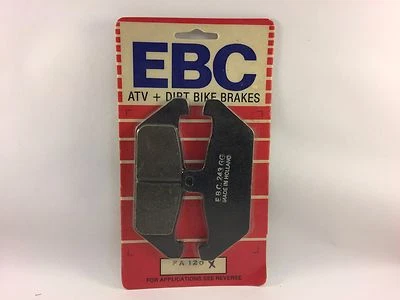 EBC
ATV + DIRT BIKE BRAKES
E.B.C. 243 GG
MADE IN HOLLAND
FA 120 X
FOR APPLICATIONS SEE REVERSE